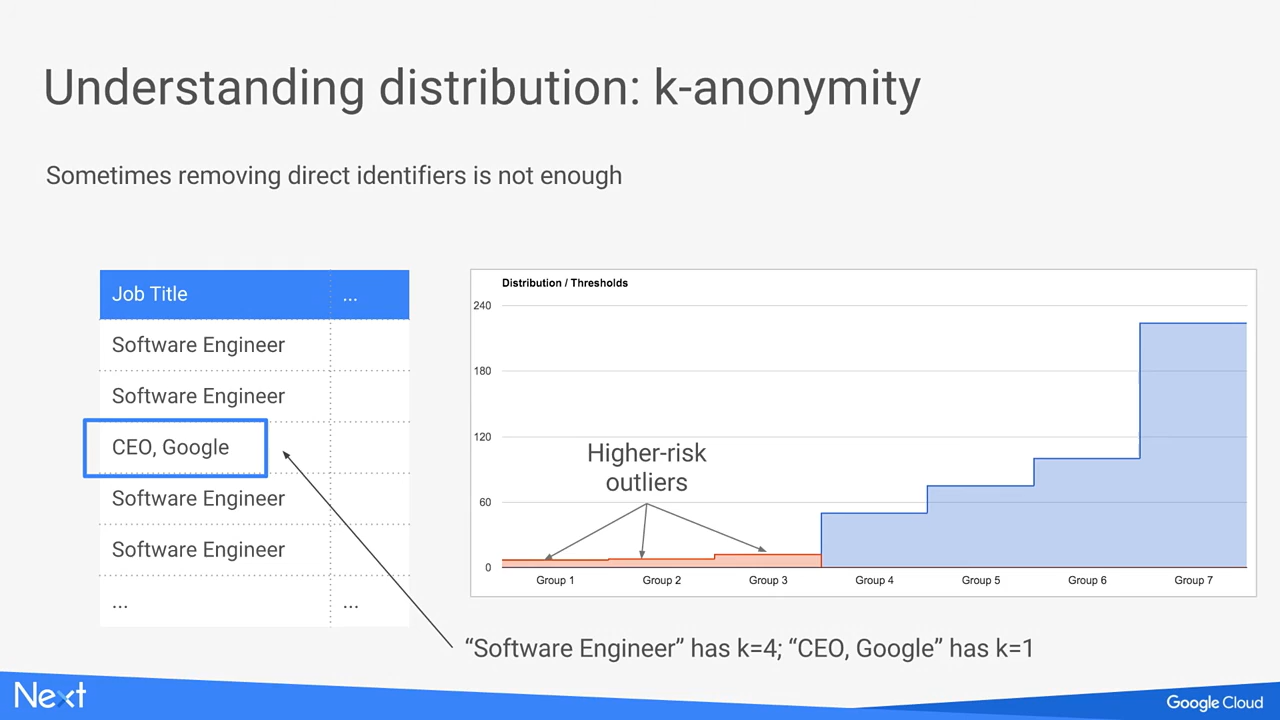 Understanding distribution: k-anonymity
Sometimes removing direct identifiers is not enough
Job Title ...
Software Engineer
Software Engineer
CEO, Google
Software Engineer
Software Engineer
... ...
Distribution / Thresholds
240
180
120
60
0
Higher-risk
outliers
Group 1 Group 2 Group 3 Group 4 Group 5 Group 6 Group 7
“Software Engineer” has k=4; “CEO, Google” has k=1
Next
Google Cloud